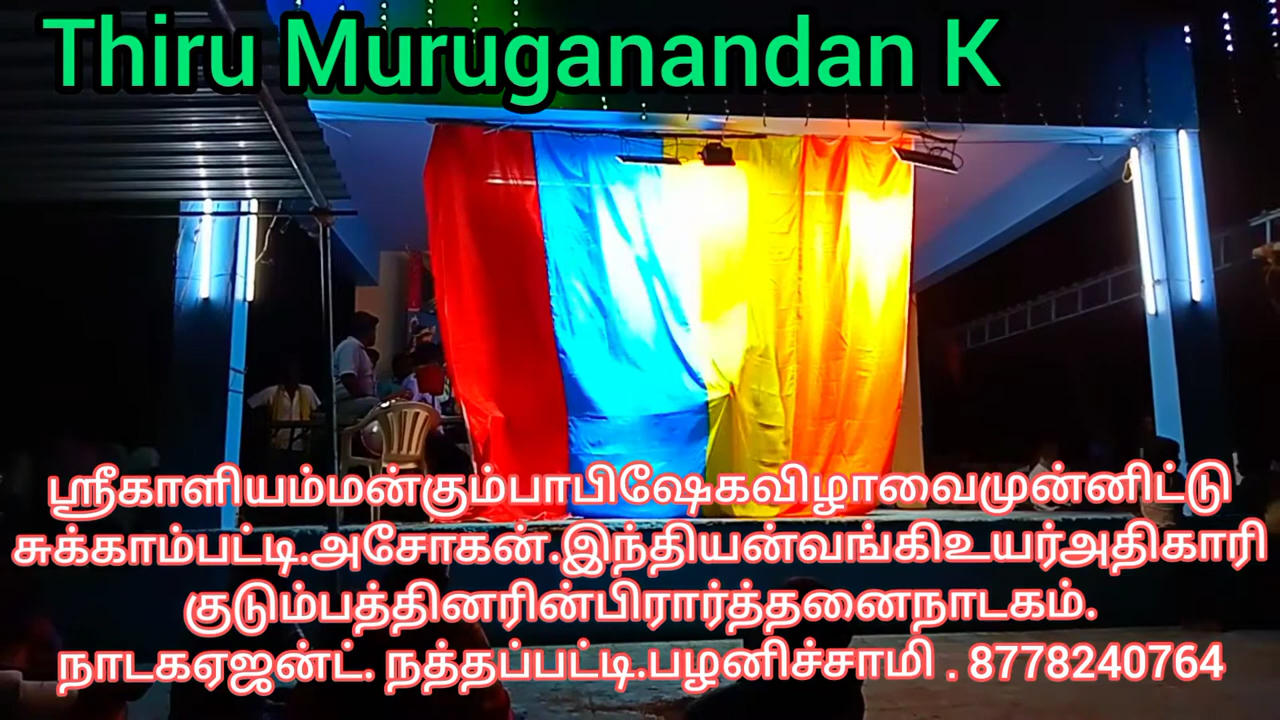 Thiru Muruganandan K
ஸ்ரீகாளியம்மன்கும்பாபிஷேகவிழாவைமுன்னிட்டு
சுக்காம்பட்டி.அசோகன்.இந்தியன்வங்கிஉயர்அதிகாரி
குடும்பத்தினரின்பிரார்த்தனைநாடகம்.
நாடகஏஜன்ட். நத்தப்பட்டி.பழனிச்சாமி . 8778240764